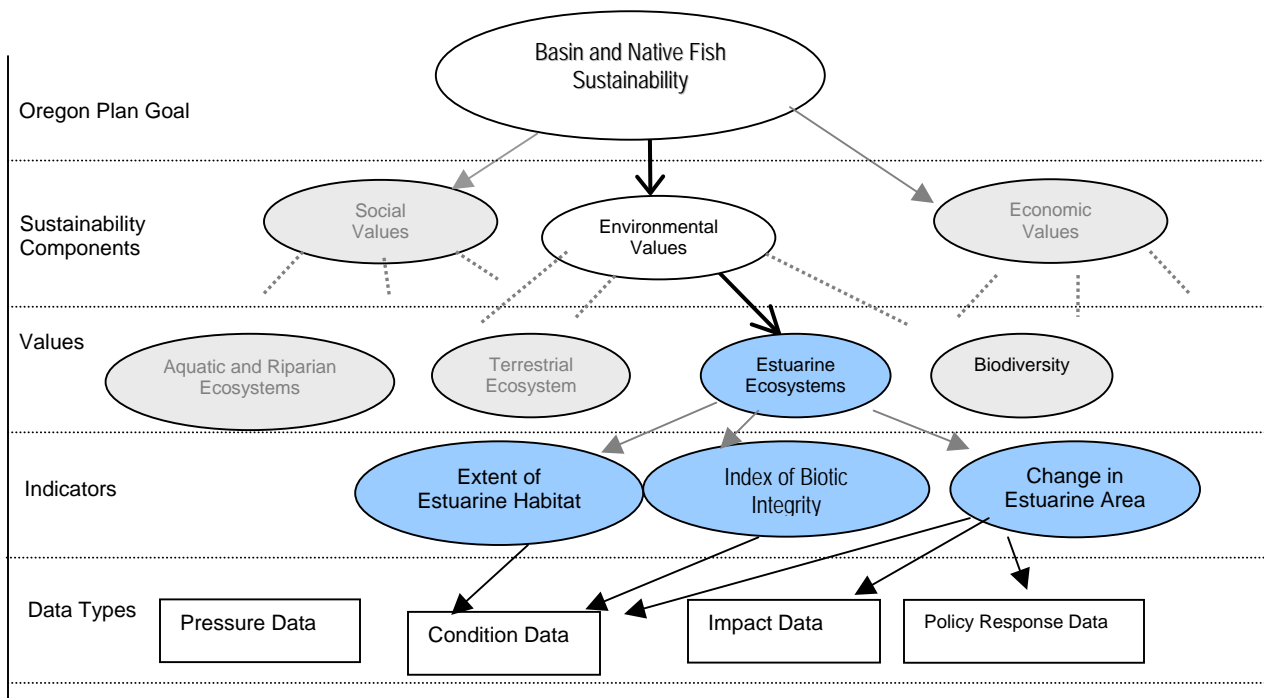 Basin and Native Fish
Sustainability
Oregon Plan Goal
Social
Values
Environmental
Values
Economic
Values
Sustainability
Components
Values
Aquatic and Riparian
Ecosystems
Terrestrial
Ecosystem
Estuarine
Ecosystems
Biodiversity
Indicators
Extent of
Estuarine Habitat
Index of Biotic
Integrity
Change in
Estuarine Area
Data Types
Pressure Data
Condition Data
Impact Data
Policy Response Data